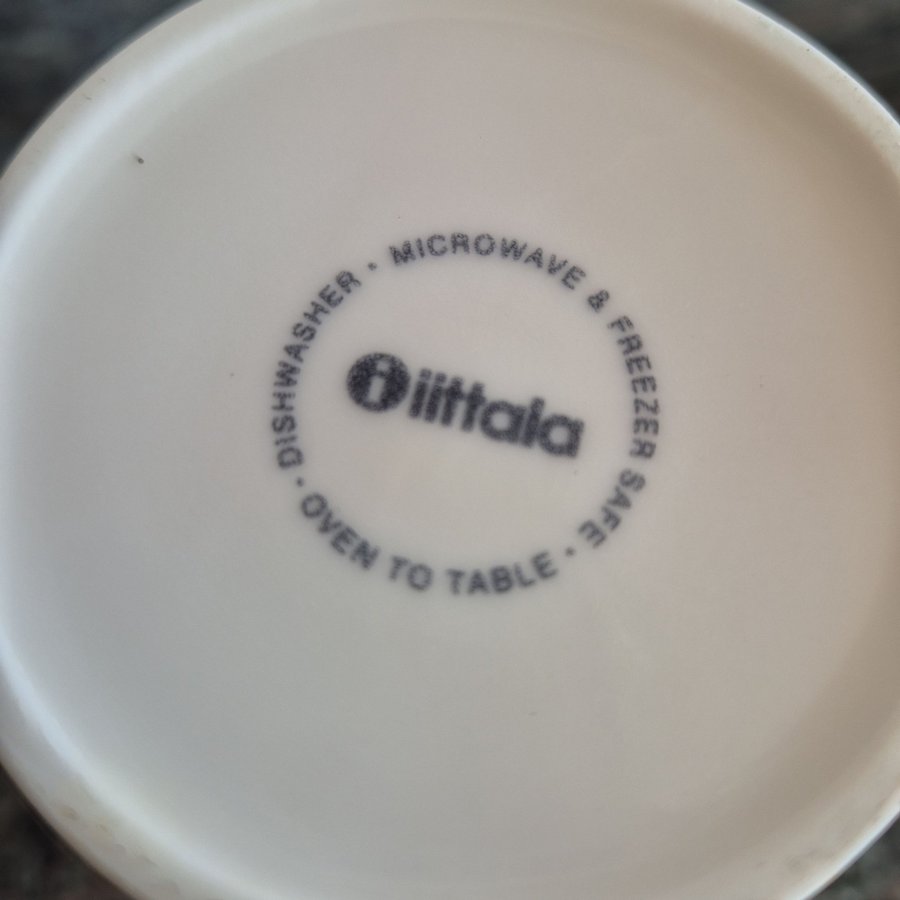 DISHWASHER · MICROWAVE & FREEZER SAFE · OVEN TO TABLE ·
i iittala